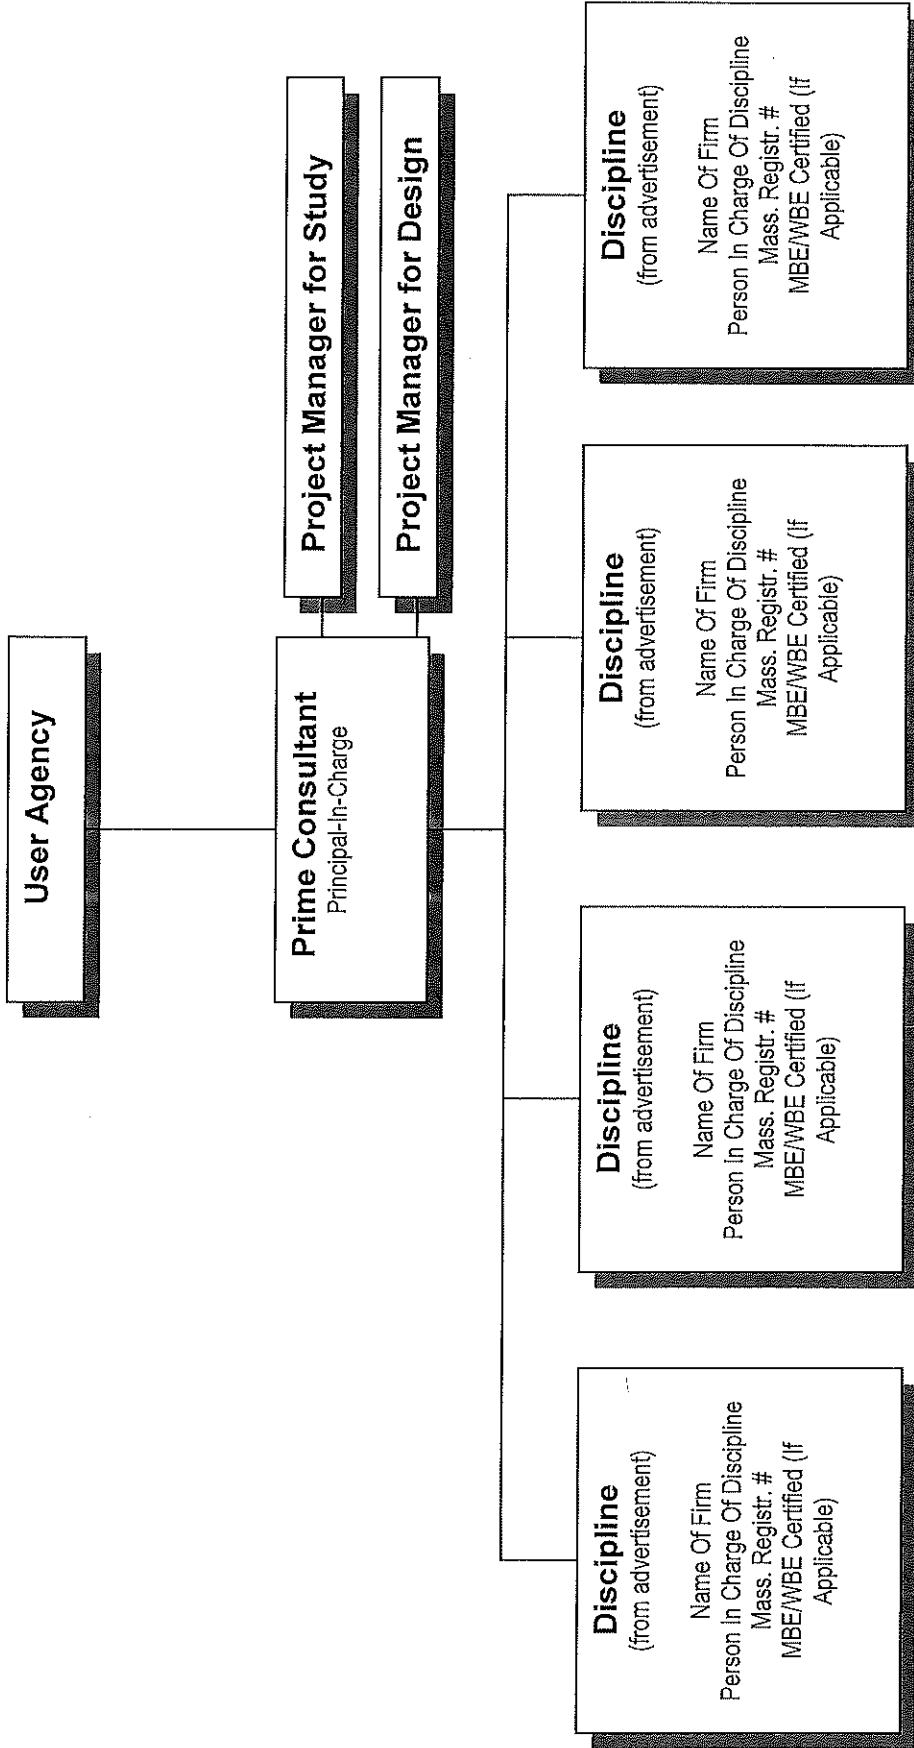 User Agency
Prime Consultant
Principal-In-Charge
Project Manager for Study
Project Manager for Design
Discipline
(from advertisement)
Name Of Firm
Person In Charge Of Discipline
Mass. Registr. #
MBE/WBE Certified (If
Applicable)
Discipline
(from advertisement)
Name Of Firm
Person In Charge Of Discipline
Mass. Registr. #
MBE/WBE Certified (If
Applicable)
Discipline
(from advertisement)
Name Of Firm
Person In Charge Of Discipline
Mass. Registr. #
MBE/WBE Certified (If
Applicable)
Discipline
(from advertisement)
Name Of Firm
Person In Charge Of Discipline
Mass. Registr. #
MBE/WBE Certified (If
Applicable)